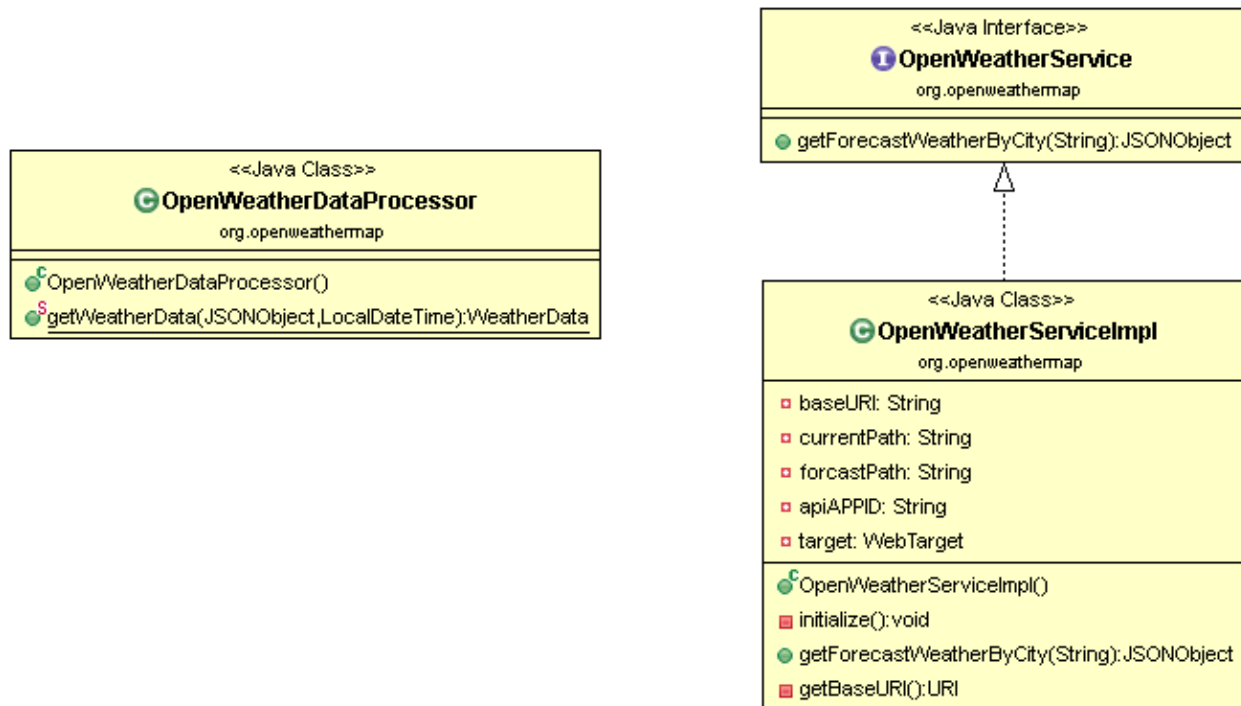 <<Java Interface>>
OpenWeatherService
org.openweathermap
getForecastWeatherByCity(String):JSONObject
<<Java Class>>
OpenWeatherDataProcessor
org.openweathermap
OpenWeatherDataProcessor()
getWeatherData(JSONObject,LocalDateTime):WeatherData
<<Java Class>>
OpenWeatherServiceImpl
org.openweathermap
baseURI: String
currentPath: String
forcastPath: String
apiAPPID: String
target: WebTarget
OpenWeatherServiceImpl()
initialize():void
getForecastWeatherByCity(String):JSONObject
getBaseURI():URI